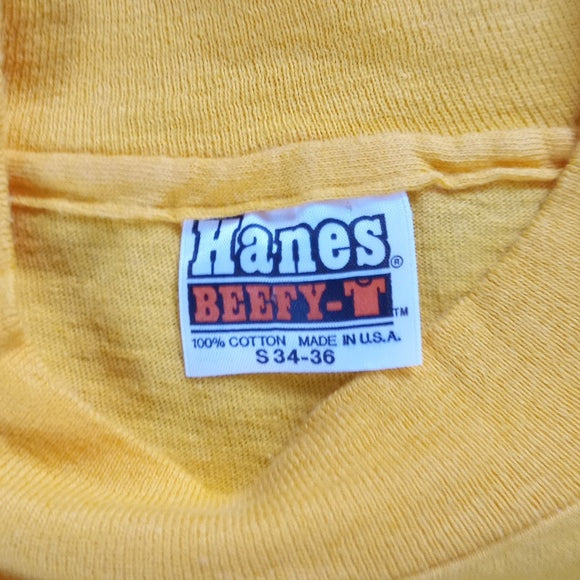 Hanes®
BEEFY-T™
100% COTTON MADE IN U.S.A.
S 34-36